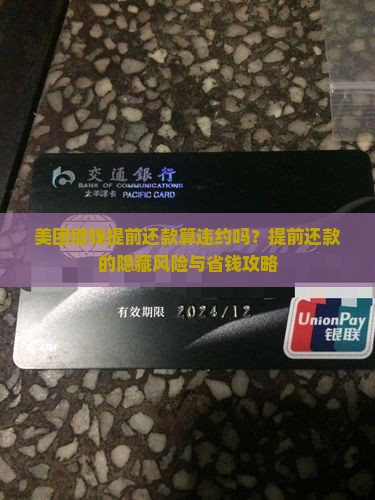 交通銀行
BANK OF COMMUNICATIONS
太平洋卡 PACIFIC CARD
美团借钱提前还款算违约吗？提前还款
的隐藏风险与省钱攻略
有效期限 2024/12
UnionPay
银联
ATM